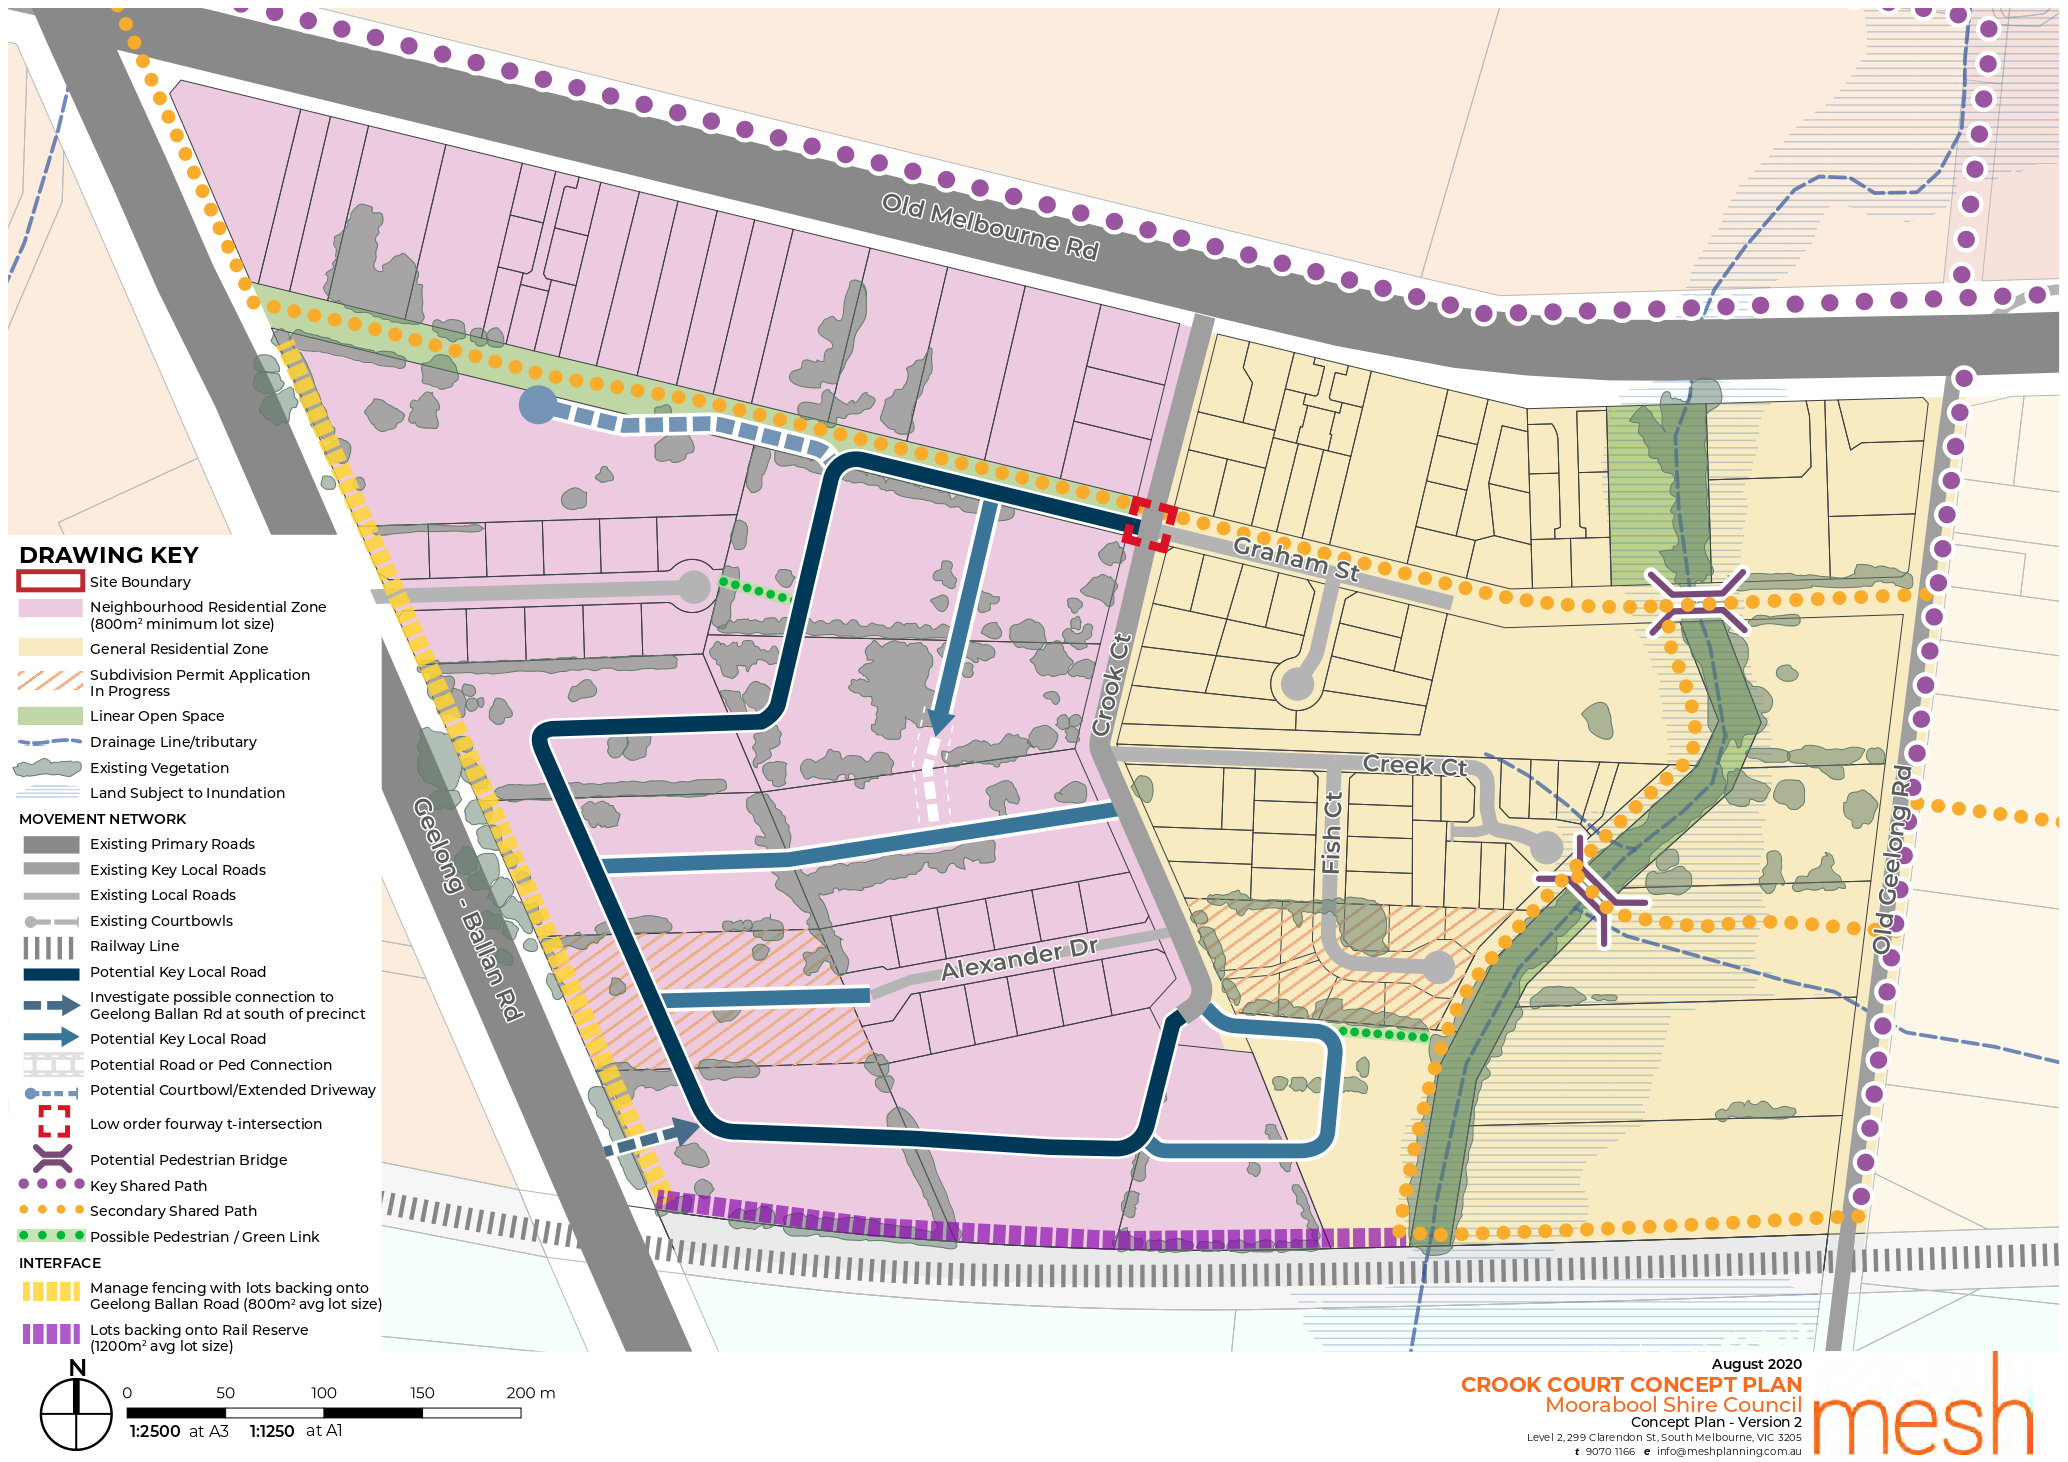 Old Melbourne Rd
Graham St
Crook Ct
Creek Ct
Fish Ct
Old Geelong Rd
Alexander Dr
Geelong - Ballan Rd
DRAWING KEY
Site Boundary
Neighbourhood Residential Zone
(800m² minimum lot size)
General Residential Zone
Subdivision Permit Application
In Progress
Linear Open Space
Drainage Line/tributary
Existing Vegetation
Land Subject to Inundation
MOVEMENT NETWORK
Existing Primary Roads
Existing Key Local Roads
Existing Local Roads
Existing Courtbowls
Railway Line
Potential Key Local Road
Investigate possible connection to
Geelong Ballan Rd at south of precinct
Potential Key Local Road
Potential Road or Ped Connection
Potential Courtbowl/Extended Driveway
Low order fourway t-intersection
Potential Pedestrian Bridge
Key Shared Path
Secondary Shared Path
Possible Pedestrian / Green Link
INTERFACE
Manage fencing with lots backing onto
Geelong Ballan Road (800m² avg lot size)
Lots backing onto Rail Reserve
(1200m² avg lot size)
N
0 50 100 150 200 m
1:2500 at A3 1:1250 at A1
August 2020
CROOK COURT CONCEPT PLAN
Moorabool Shire Council
Concept Plan - Version 2
Level 2, 299 Clarendon St, South Melbourne, VIC 3205
t 9070 1166 e info@meshplanning.com.au
mesh